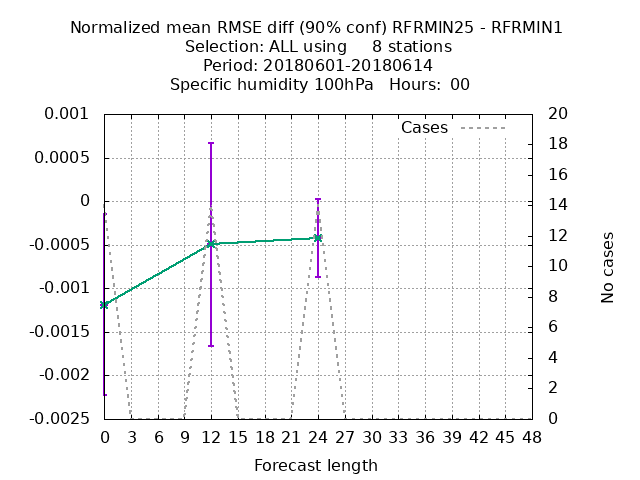 Normalized mean RMSE diff (90% conf) RFRMIN25 - RFRMIN1
Selection: ALL using     8 stations
Period: 20180601-20180614
Specific humidity 100hPa   Hours:  00
Cases
0.001
0.0005
0
-0.0005
-0.001
-0.0015
-0.002
-0.0025
20
18
16
14
12
10
8
6
4
2
0
No cases
0 3 6 9 12 15 18 21 24 27 30 33 36 39 42 45 48
Forecast length